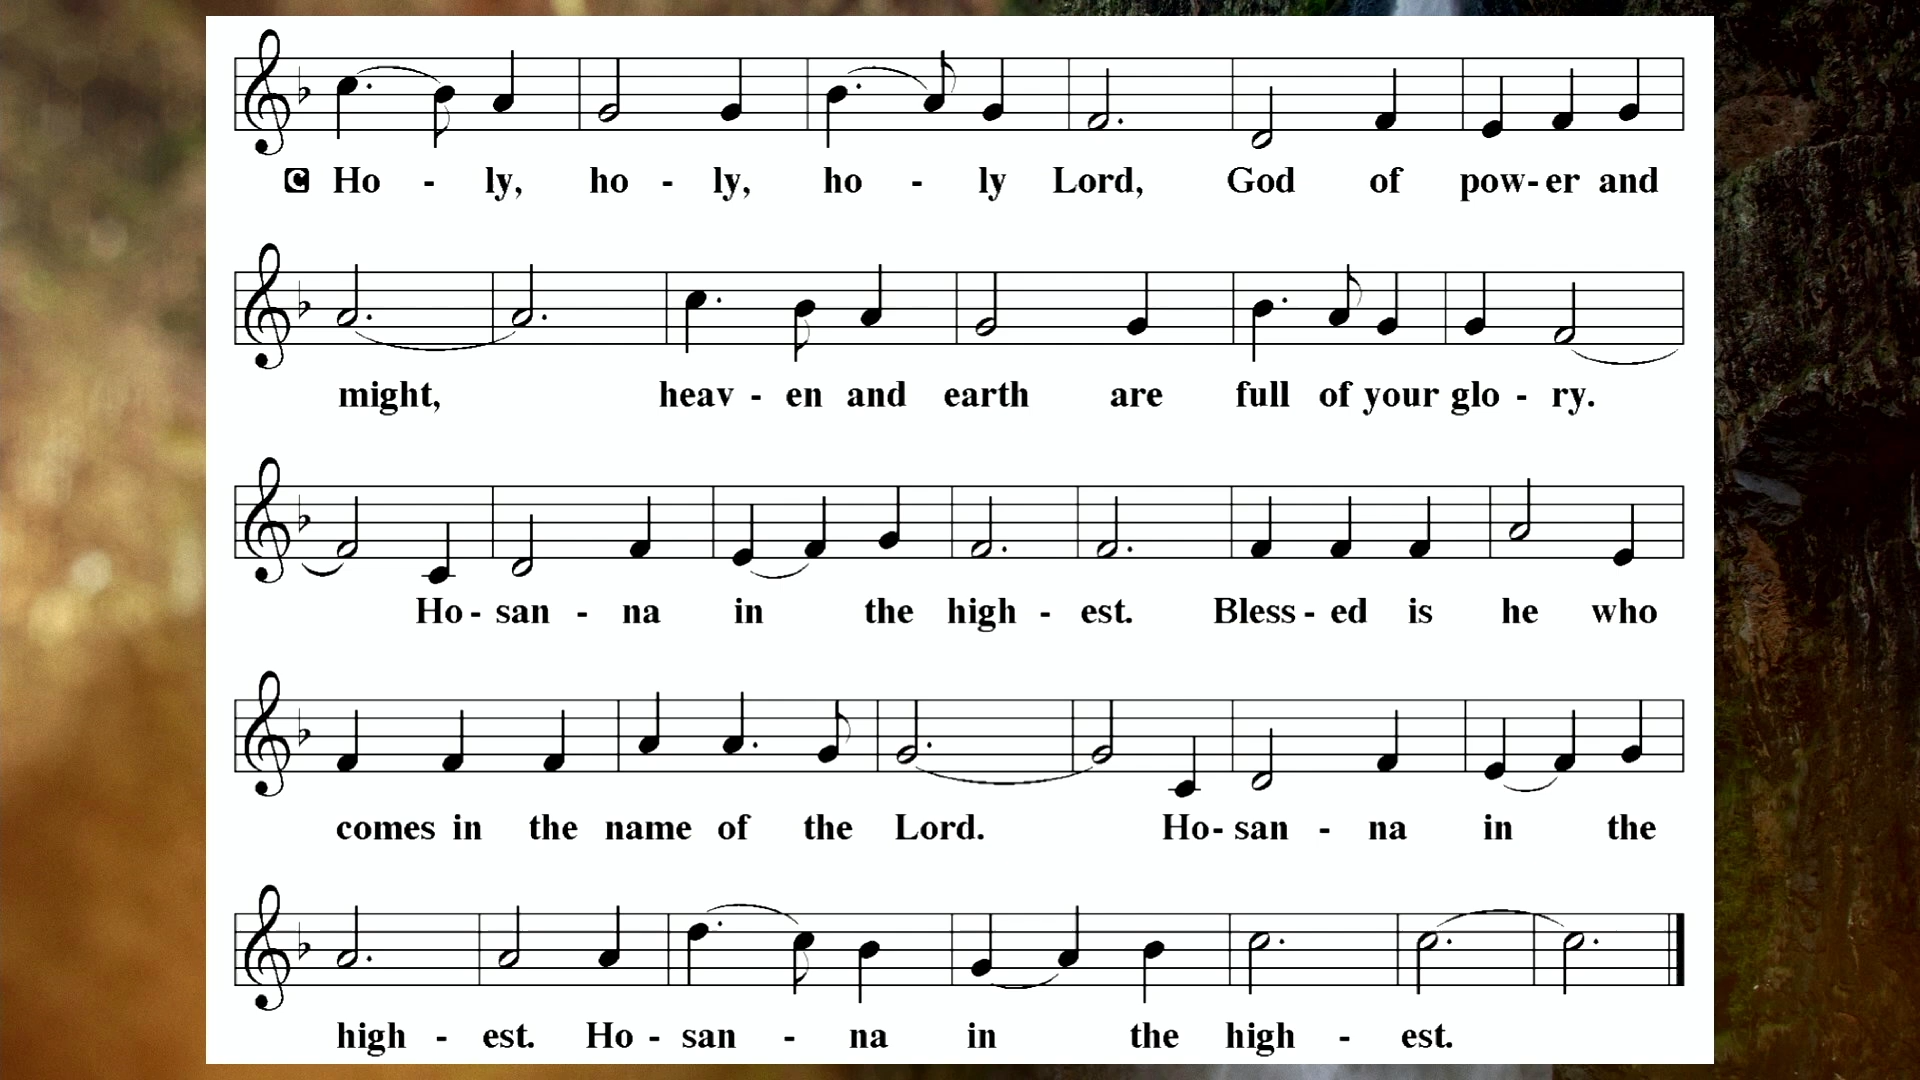 C Ho - ly, ho - ly, ho - ly Lord, God of pow- er and
might, heav - en and earth are full of your glo - ry.
Ho - san - na in the high - est. Bless - ed is he who
comes in the name of the Lord. Ho- san - na in the
high - est. Ho - san - na in the high - est.